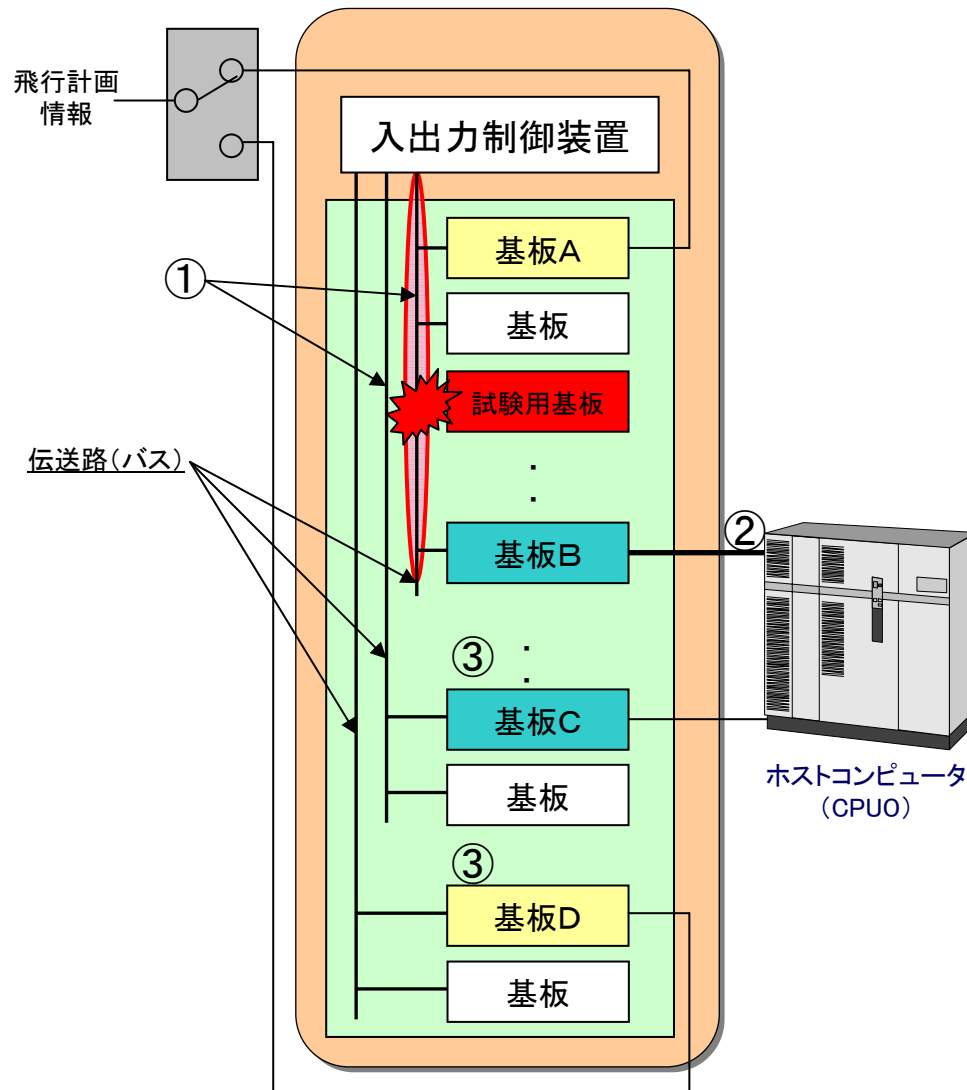 飛行計画
情報
入出力制御装置
基板A
①
基板
試験用基板
伝送路(バス)
:
基板B
②
③
:
基板C
ホストコンピュータ
(CPU0)
基板
③
基板D
基板